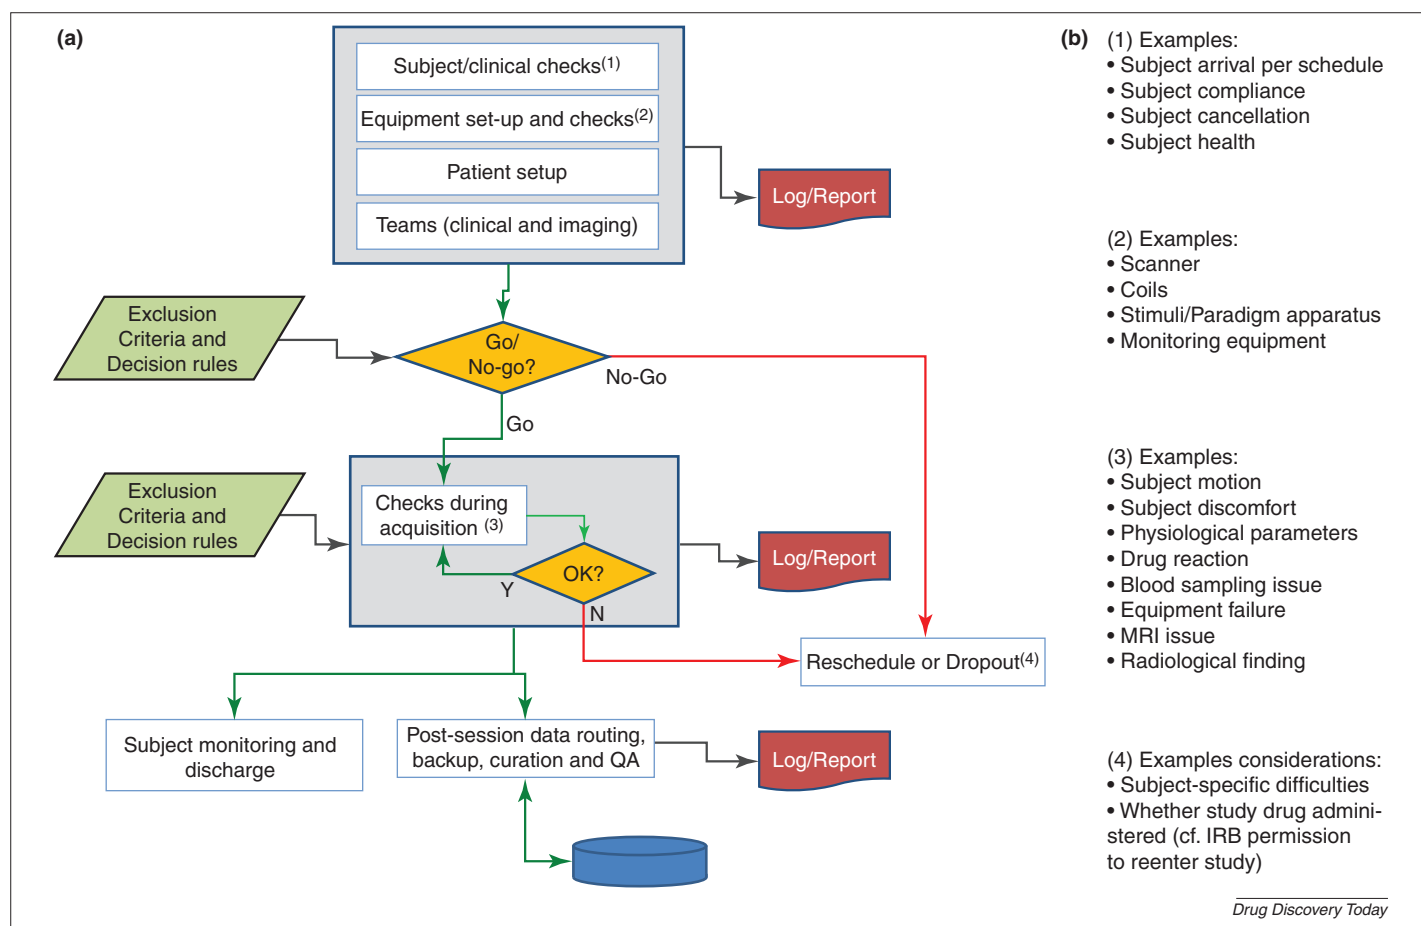 (a)
Subject/clinical checks(1)
Equipment set-up and checks(2)
Patient setup
Teams (clinical and imaging)
Log/Report
Exclusion
Criteria and
Decision rules
Go/
No-go?
No-Go
Go
Exclusion
Criteria and
Decision rules
Checks during
acquisition (3)
OK?
Y
N
Log/Report
Reschedule or Dropout(4)
Subject monitoring and
discharge
Post-session data routing,
backup, curation and QA
Log/Report
(b)
(1) Examples:
• Subject arrival per schedule
• Subject compliance
• Subject cancellation
• Subject health
(2) Examples:
• Scanner
• Coils
• Stimuli/Paradigm apparatus
• Monitoring equipment
(3) Examples:
• Subject motion
• Subject discomfort
• Physiological parameters
• Drug reaction
• Blood sampling issue
• Equipment failure
• MRI issue
• Radiological finding
(4) Examples considerations:
• Subject-specific difficulties
• Whether study drug admini-
stered (cf. IRB permission
to reenter study)
Drug Discovery Today